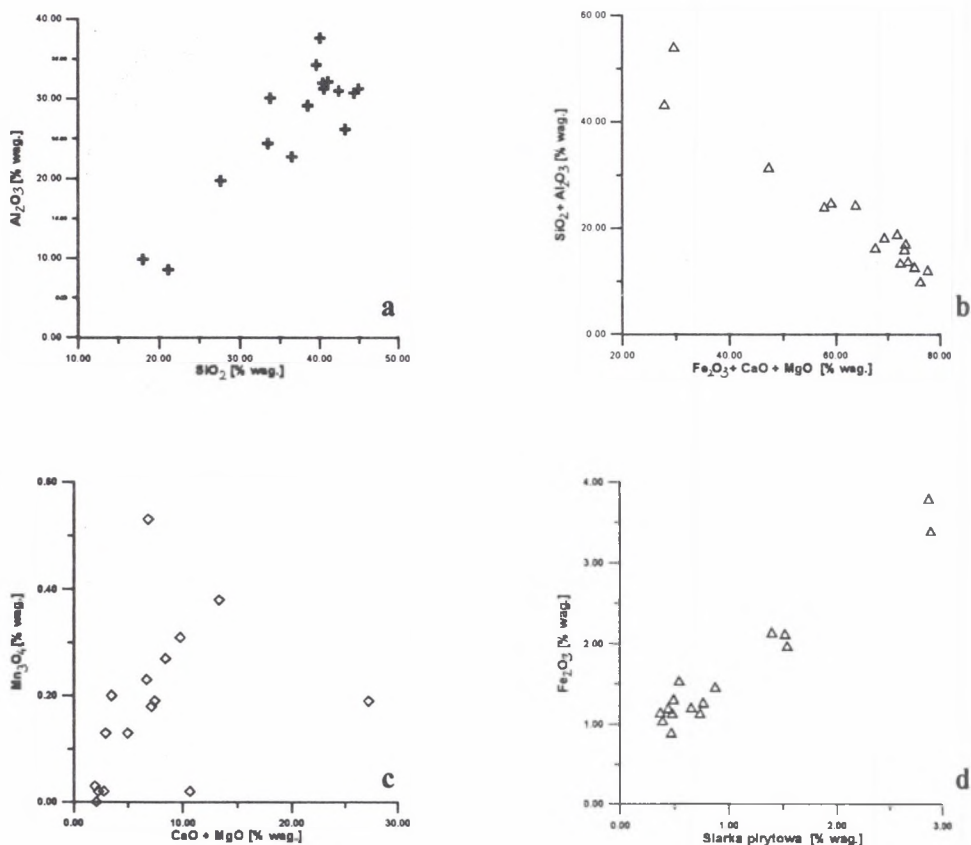 40.00
30.00
20.00
10.00
0.00
Al2O3 [% wag.]
10.00 20.00 30.00 40.00 50.00
SiO2 [% wag.]
a
60.00
40.00
20.00
0.00
SiO2 + Al2O3 [% wag.]
20.00 40.00 60.00 80.00
Fe2O3 + CaO + MgO [% wag.]
b
0.60
0.40
0.20
0.00
Mn3O4 [% wag.]
0.00 10.00 20.00 30.00
CaO + MgO [% wag.]
c
4.00
3.00
2.00
1.00
0.00
Fe2O3 [% wag.]
0.00 1.00 2.00 3.00
Siarka pirytowa [% wag.]
d